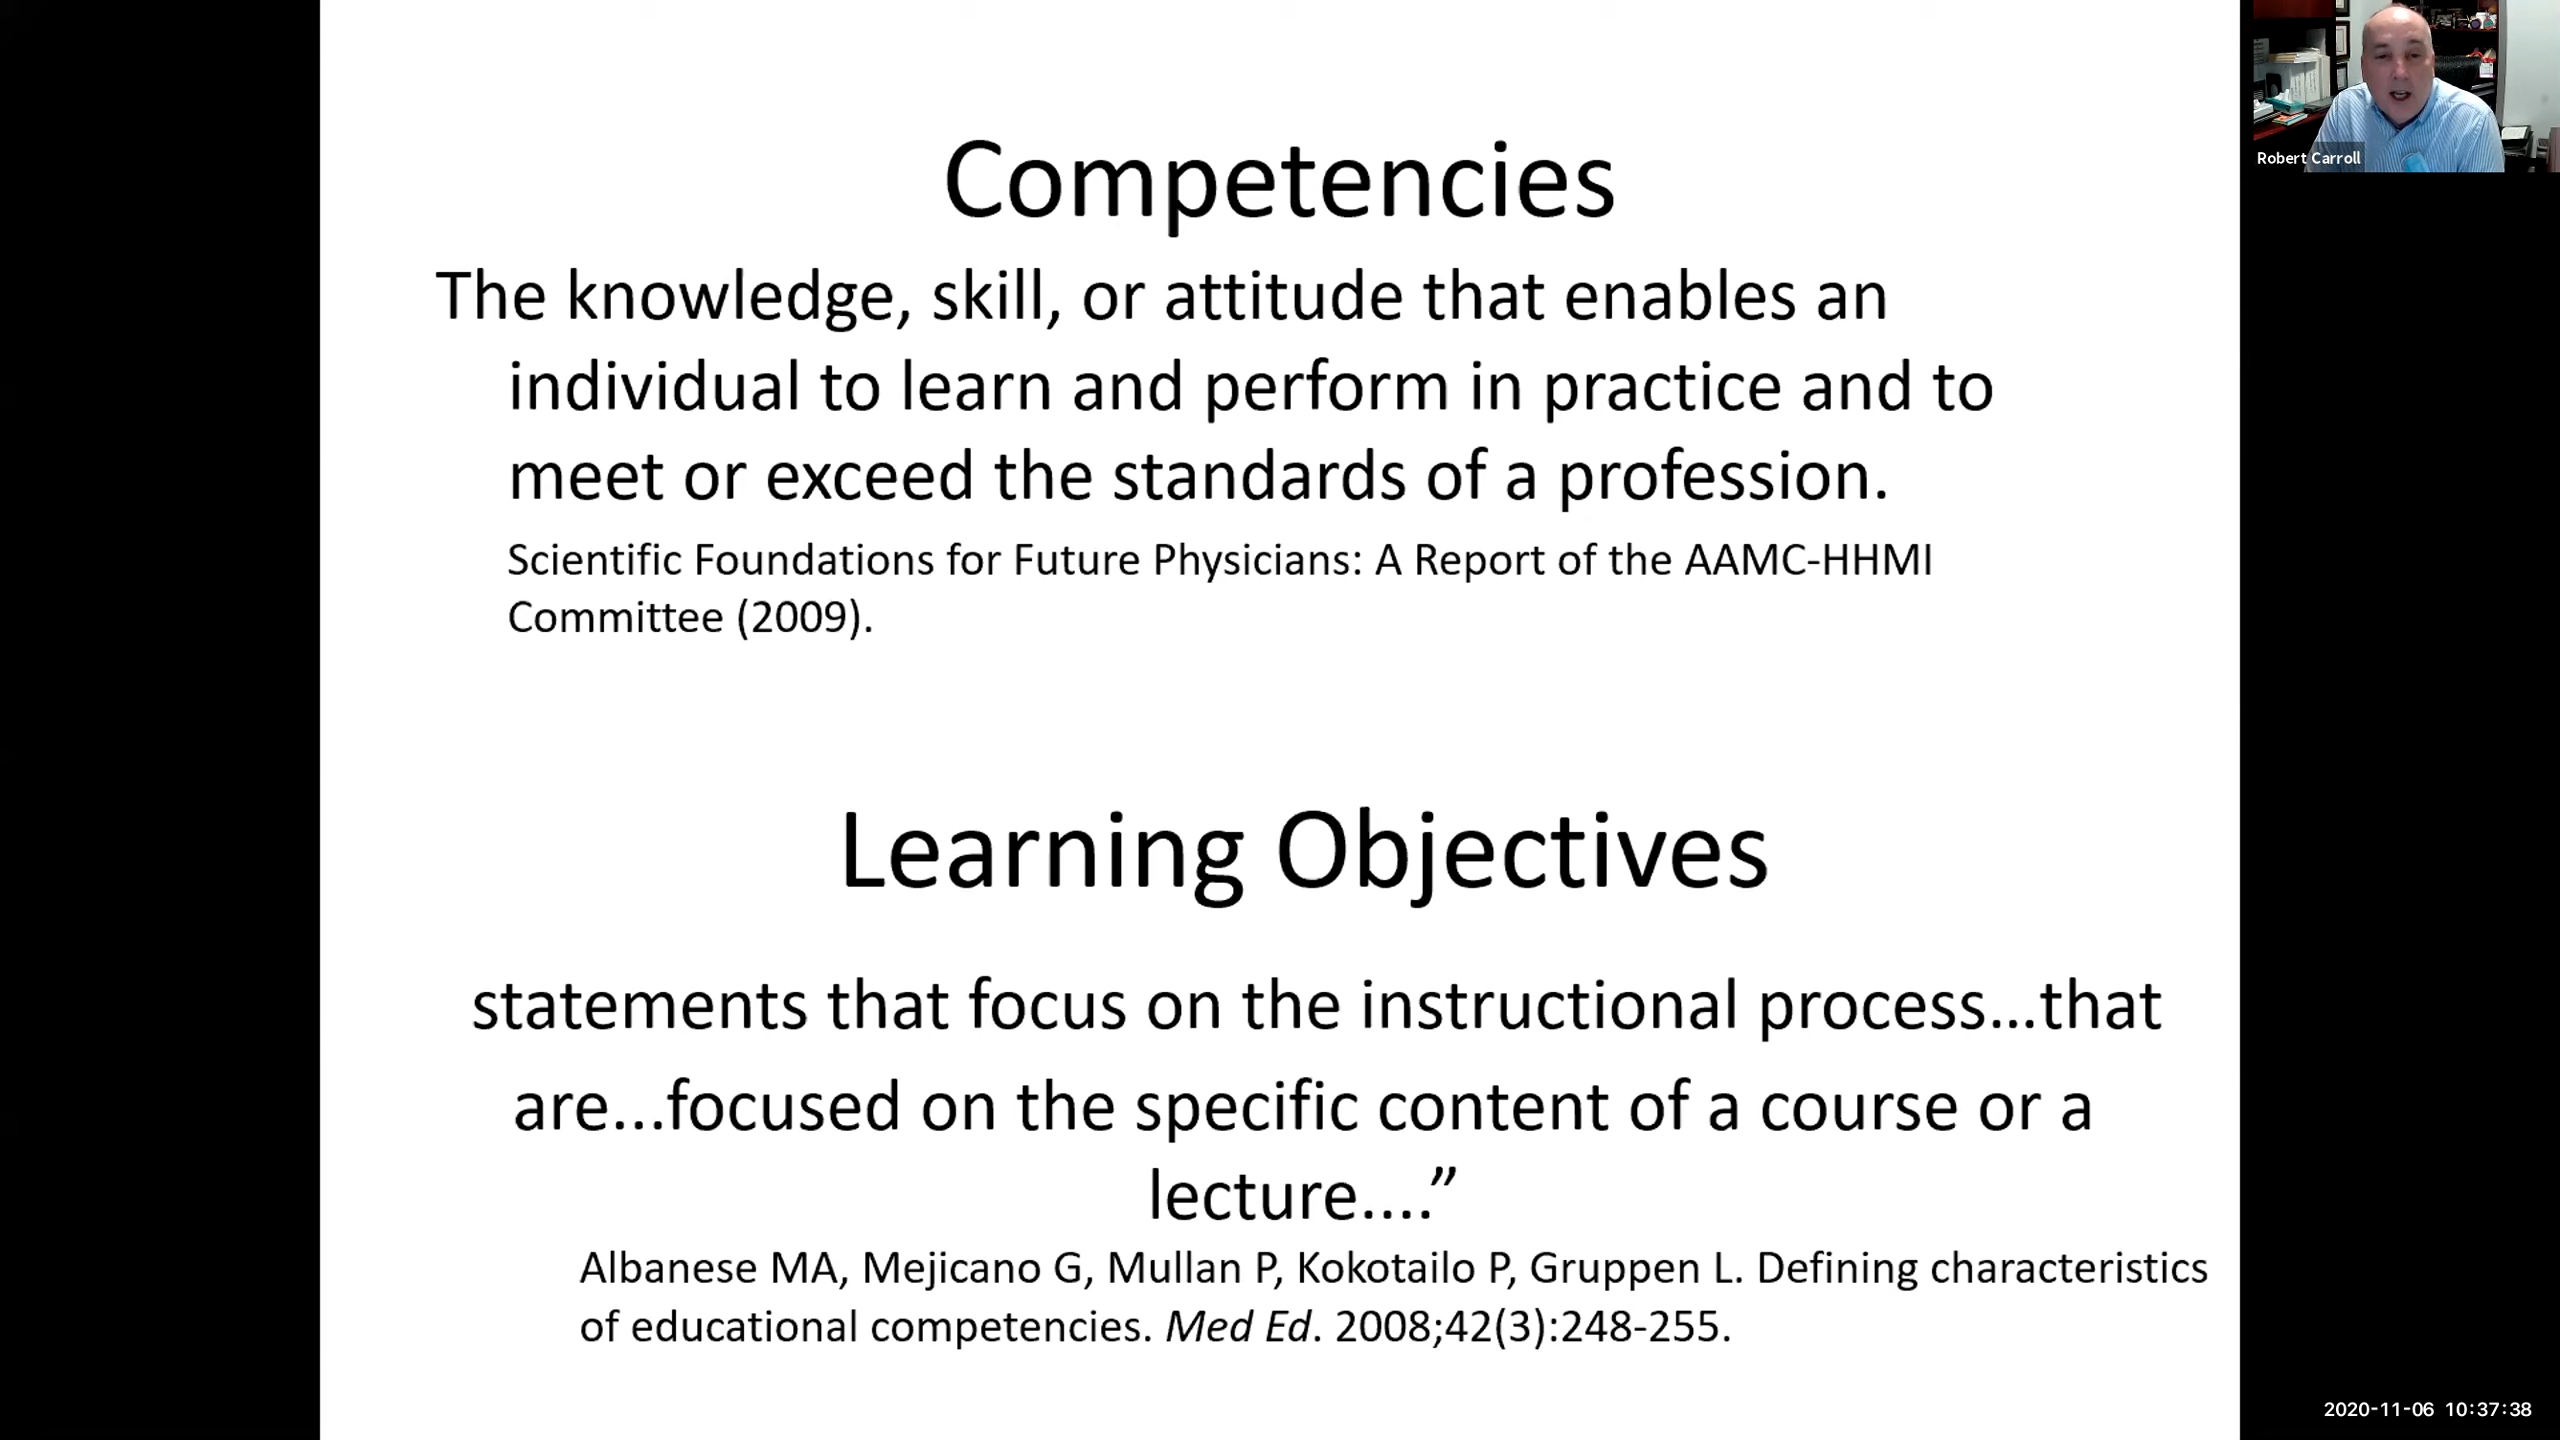 Competencies
The knowledge, skill, or attitude that enables an
individual to learn and perform in practice and to
meet or exceed the standards of a profession.
Scientific Foundations for Future Physicians: A Report of the AAMC-HHMI
Committee (2009).
Learning Objectives
statements that focus on the instructional process...that
are...focused on the specific content of a course or a
lecture....”
Albanese MA, Mejicano G, Mullan P, Kokotailo P, Gruppen L. Defining characteristics
of educational competencies. Med Ed. 2008;42(3):248-255.
Robert Carroll
2020-11-06 10:37:38